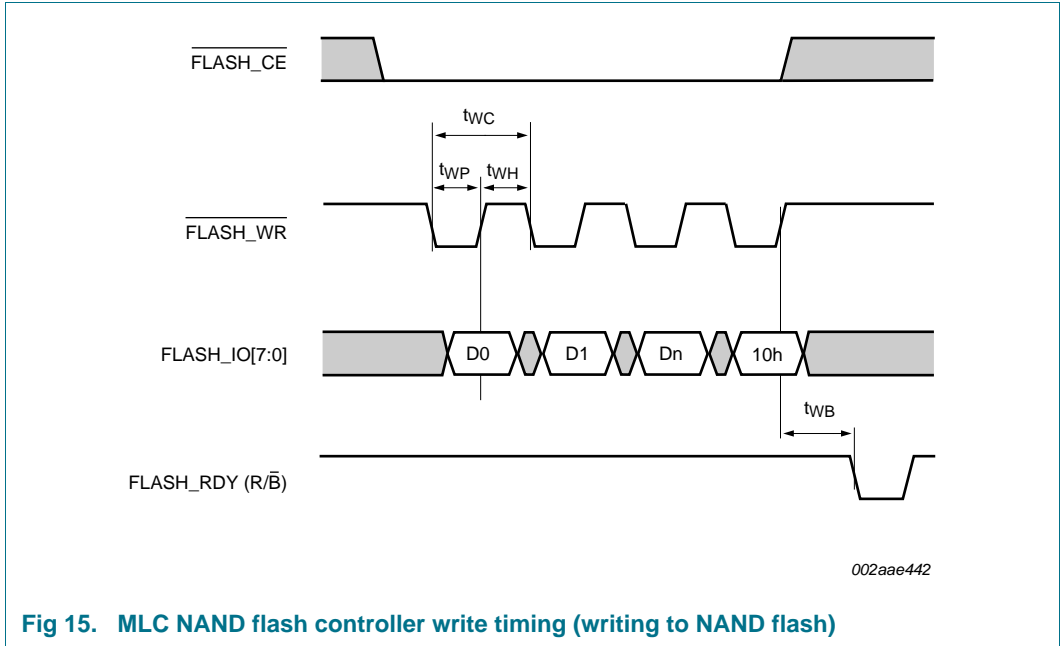 FLASH_CE
tWC
tWP tWH
FLASH_WR
FLASH_IO[7:0] D0 D1 Dn 10h
tWB
FLASH_RDY (R/B̅)
002aae442
Fig 15. MLC NAND flash controller write timing (writing to NAND flash)